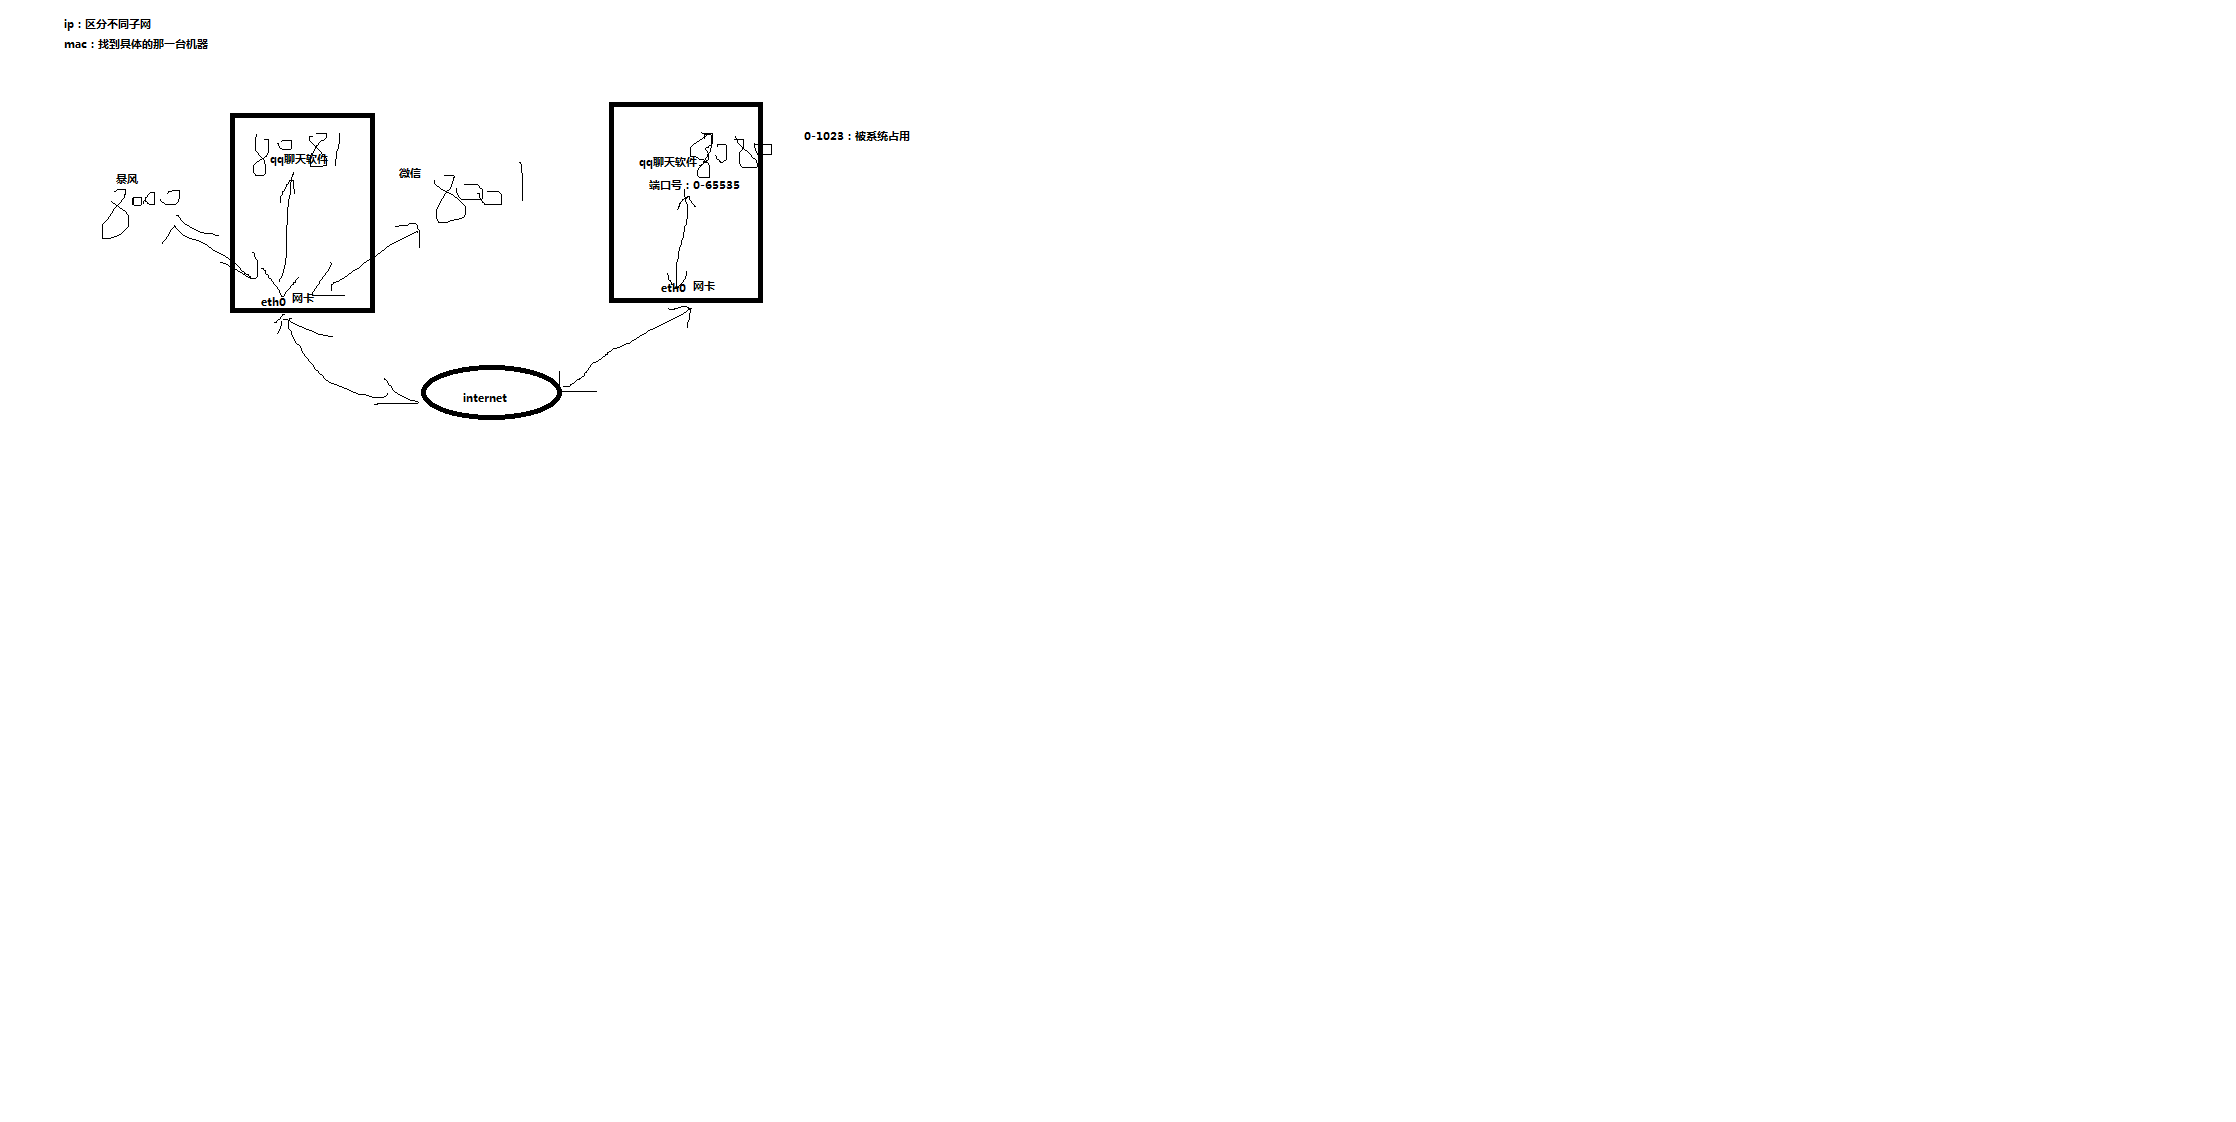 ip：区分不同子网
mac：找到具体的那一台机器
0-1023：被系统占用
8081
qq聊天软件
qq聊天软件
8080
微信
暴风
端口号：0-65535
8000
8001
eth0 网卡
eth0 网卡
internet